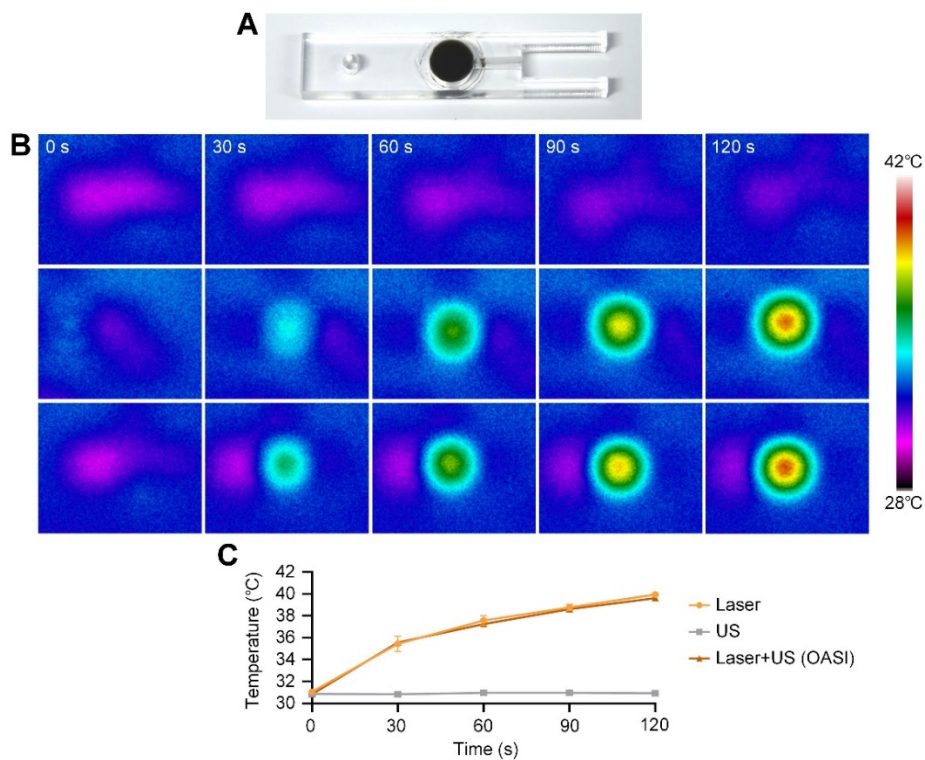 A
B
0 s 30 s 60 s 90 s 120 s
42°C
28°C
C
Temperature (°C)
42
40
38
36
34
32
31
30
0 30 60 90 120
Time (s)
Laser
US
Laser+US (OASI)